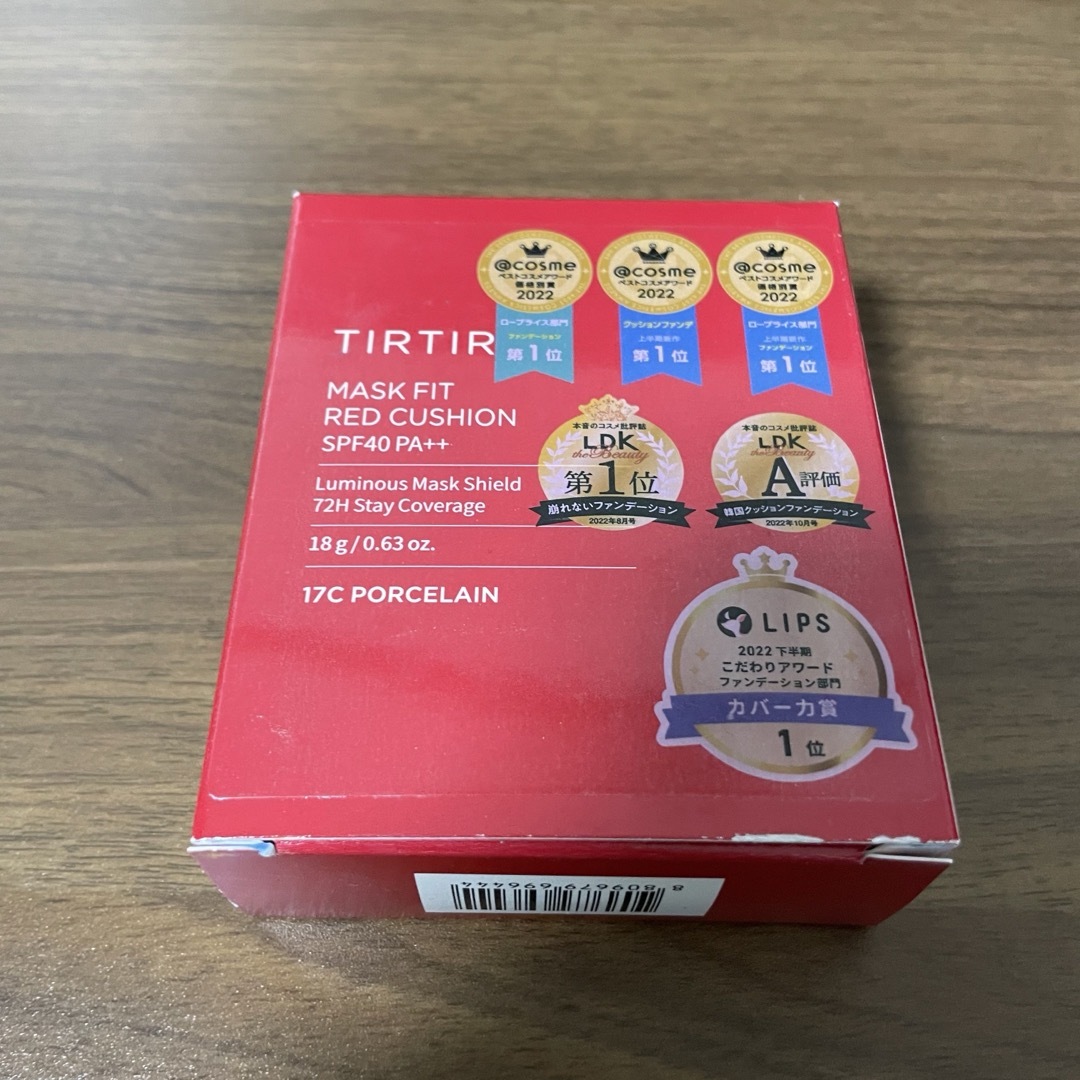 TIRTIR
MASK FIT
RED CUSHION
SPF40 PA++
Luminous Mask Shield
72H Stay Coverage
18 g / 0.63 oz.
17C PORCELAIN
@cosme
ベストコスメアワード
価格別賞
2022
ロープライス部門
ファンデーション
第1位
@cosme
ベストコスメアワード
2022
クッションファンデ
上半期新作
第1位
@cosme
ベストコスメアワード
価格別賞
2022
ロープライス部門
上半期新作
ファンデーション
第1位
本音のコスメ批評誌
LDK
the Beauty
第1位
崩れないファンデーション
2022年8月号
本音のコスメ批評誌
LDK
the Beauty
A評価
韓国クッションファンデーション
2022年10月号
LIPS
2022 下半期
こだわりアワード
ファンデーション部門
カバー力賞
1位
8 809679 696444